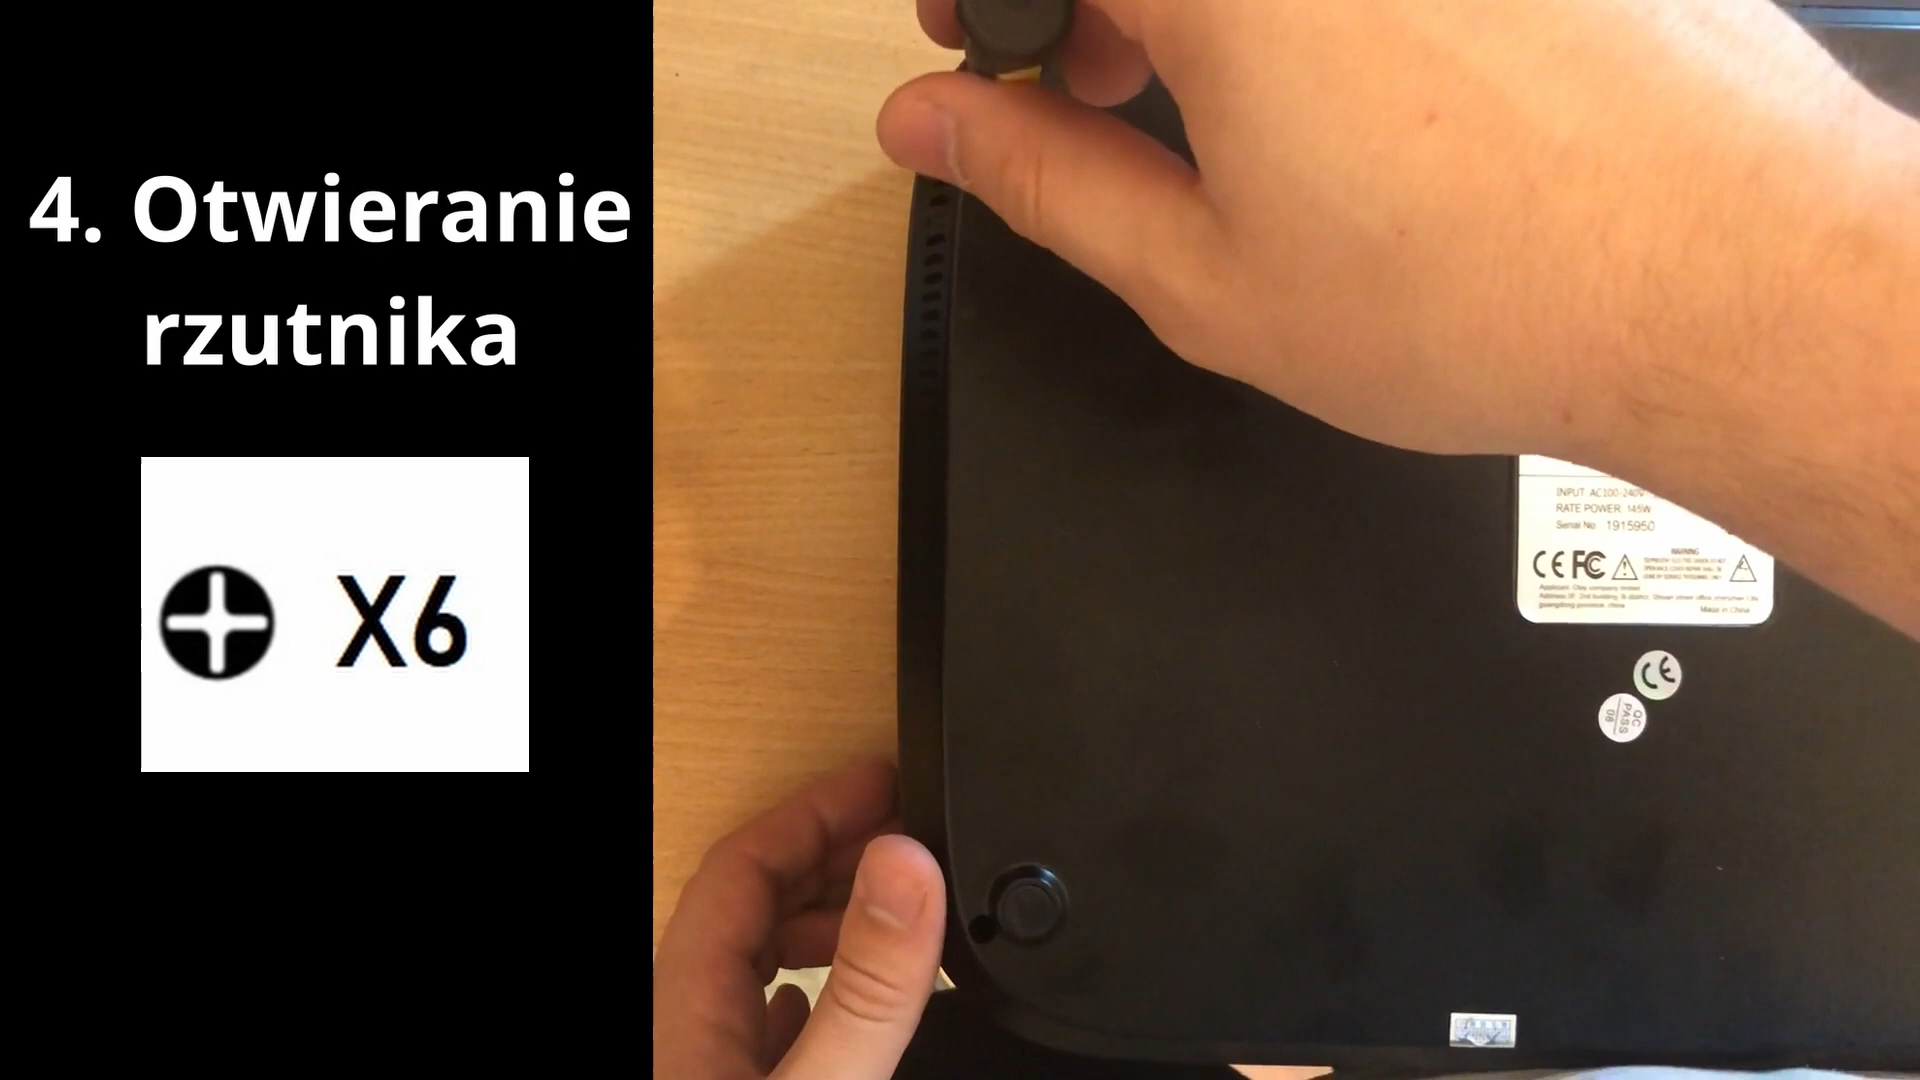 4. Otwieranie
rzutnika
X6
INPUT: AC100-240V
RATE POWER: 145W
Serial No 1915950
CE FC
WARNING
Made in China
CE
QC
PASS
08